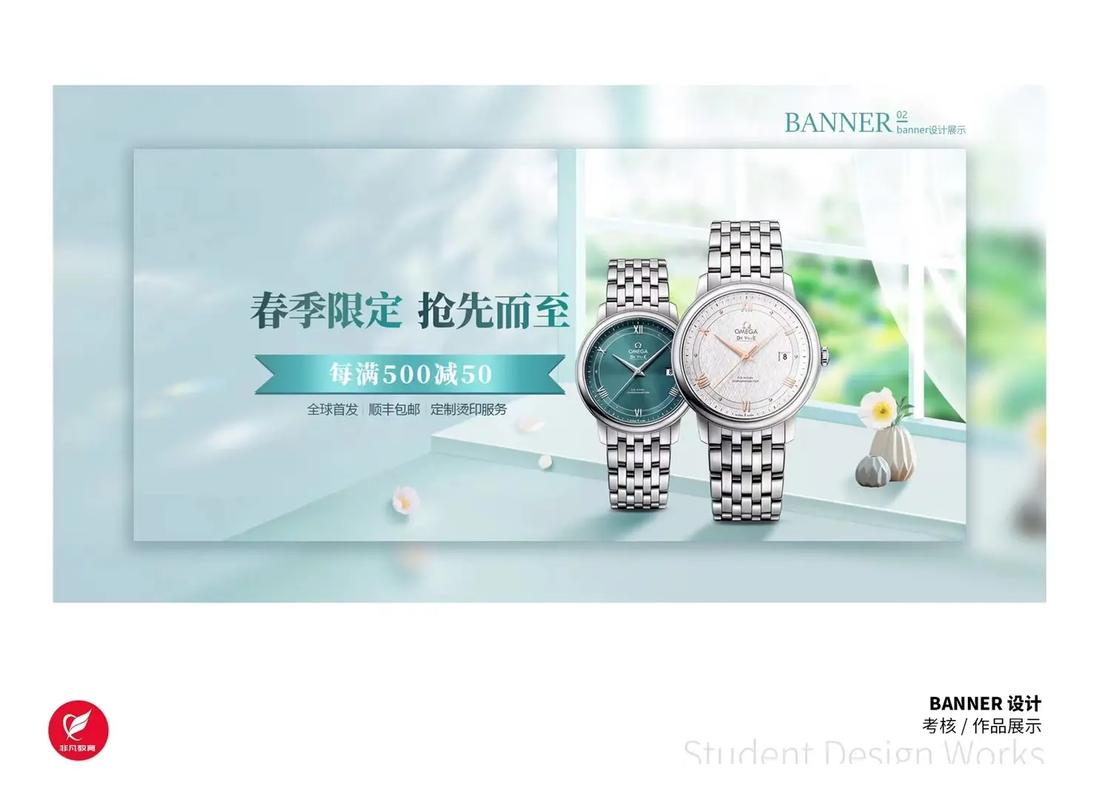 BANNER 02
banner设计展示
春季限定 抢先而至
每满500减50
全球首发 | 顺丰包邮 | 定制烫印服务
OMEGA
De Ville
OMEGA
De Ville
8
BANNER 设计
考核 / 作品展示
Student Design Works
非凡教育